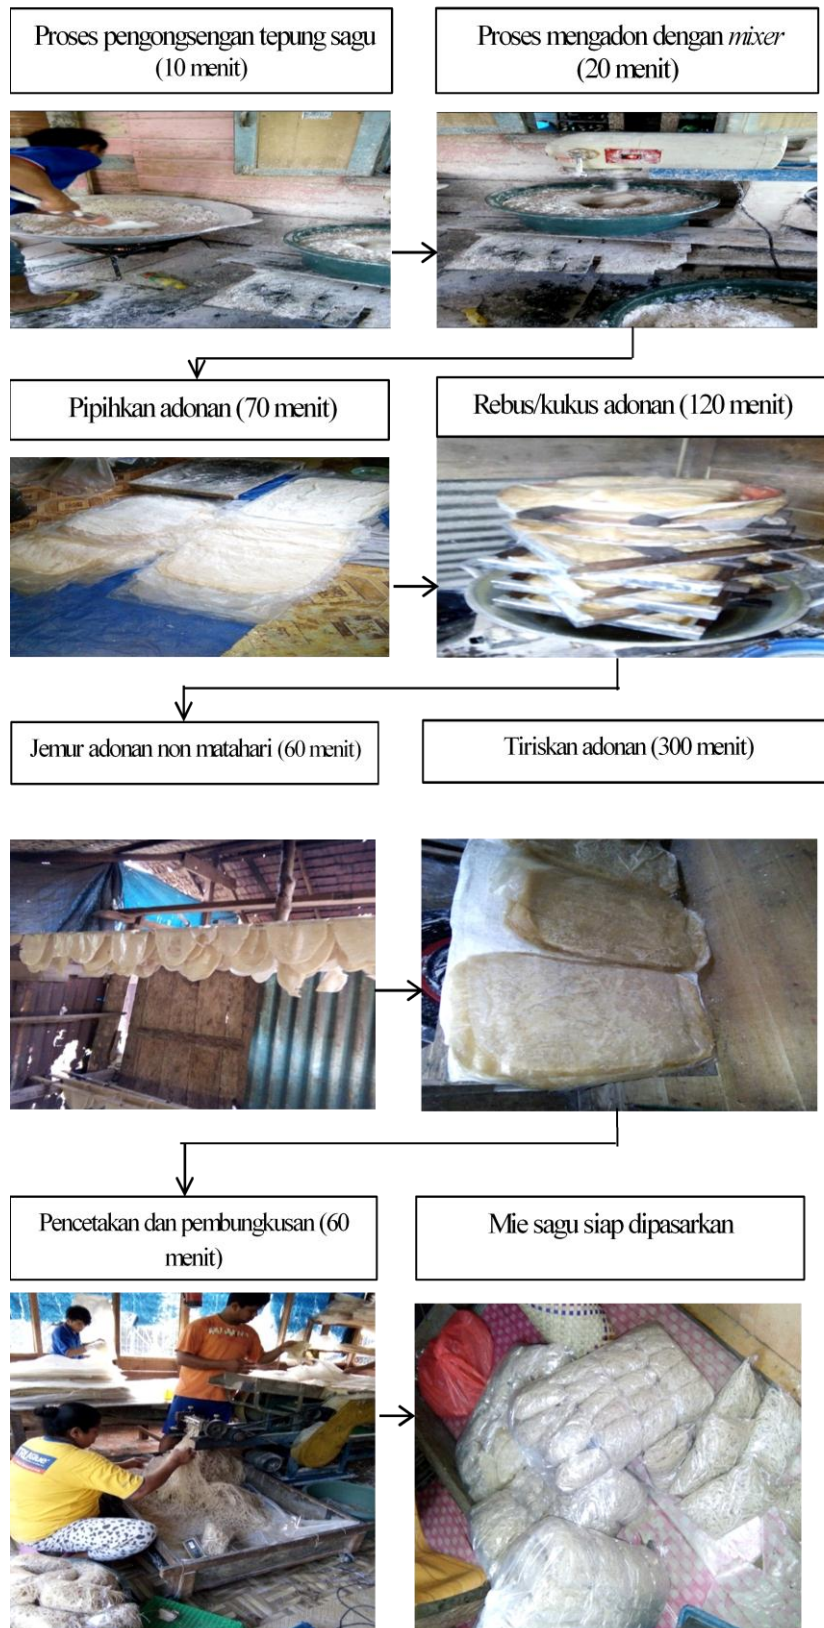 Proses pengongsengan tepung sagu
(10 menit)
Proses mengadon dengan mixer
(20 menit)
Pipihkan adonan (70 menit)
Rebus/kukus adonan (120 menit)
Jemur adonan non matahari (60 menit)
Tiriskan adonan (300 menit)
Pencetakan dan pembungkusan (60
menit)
Mie sagu siap dipasarkan